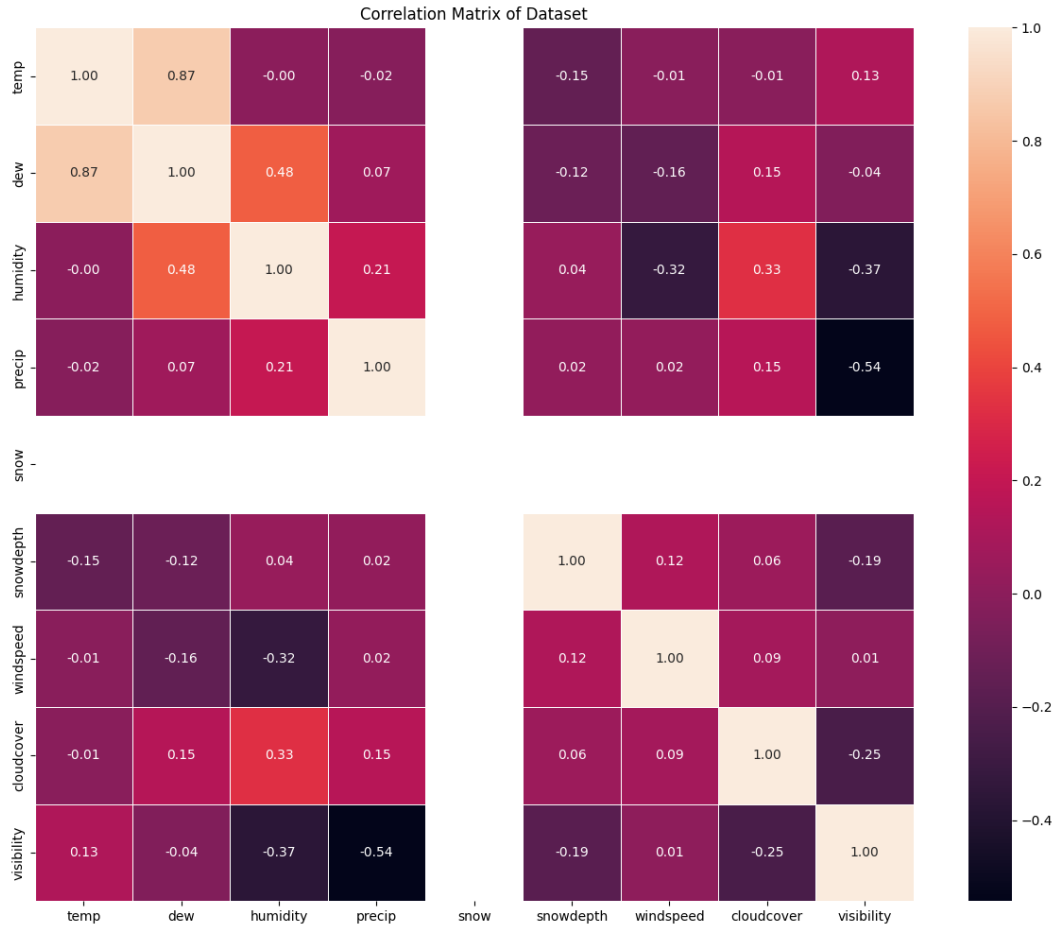 Correlation Matrix of Dataset
temp 1.00 0.87 -0.00 -0.02 -0.15 -0.01 -0.01 0.13
dew 0.87 1.00 0.48 0.07 -0.12 -0.16 0.15 -0.04
humidity -0.00 0.48 1.00 0.21 0.04 -0.32 0.33 -0.37
precip -0.02 0.07 0.21 1.00 0.02 0.02 0.15 -0.54
snow
snowdepth -0.15 -0.12 0.04 0.02 1.00 0.12 0.06 -0.19
windspeed -0.01 -0.16 -0.32 0.02 0.12 1.00 0.09 0.01
cloudcover -0.01 0.15 0.33 0.15 0.06 0.09 1.00 -0.25
visibility 0.13 -0.04 -0.37 -0.54 -0.19 0.01 -0.25 1.00
temp dew humidity precip snow snowdepth windspeed cloudcover visibility
1.0
0.8
0.6
0.4
0.2
0.0
−0.2
−0.4